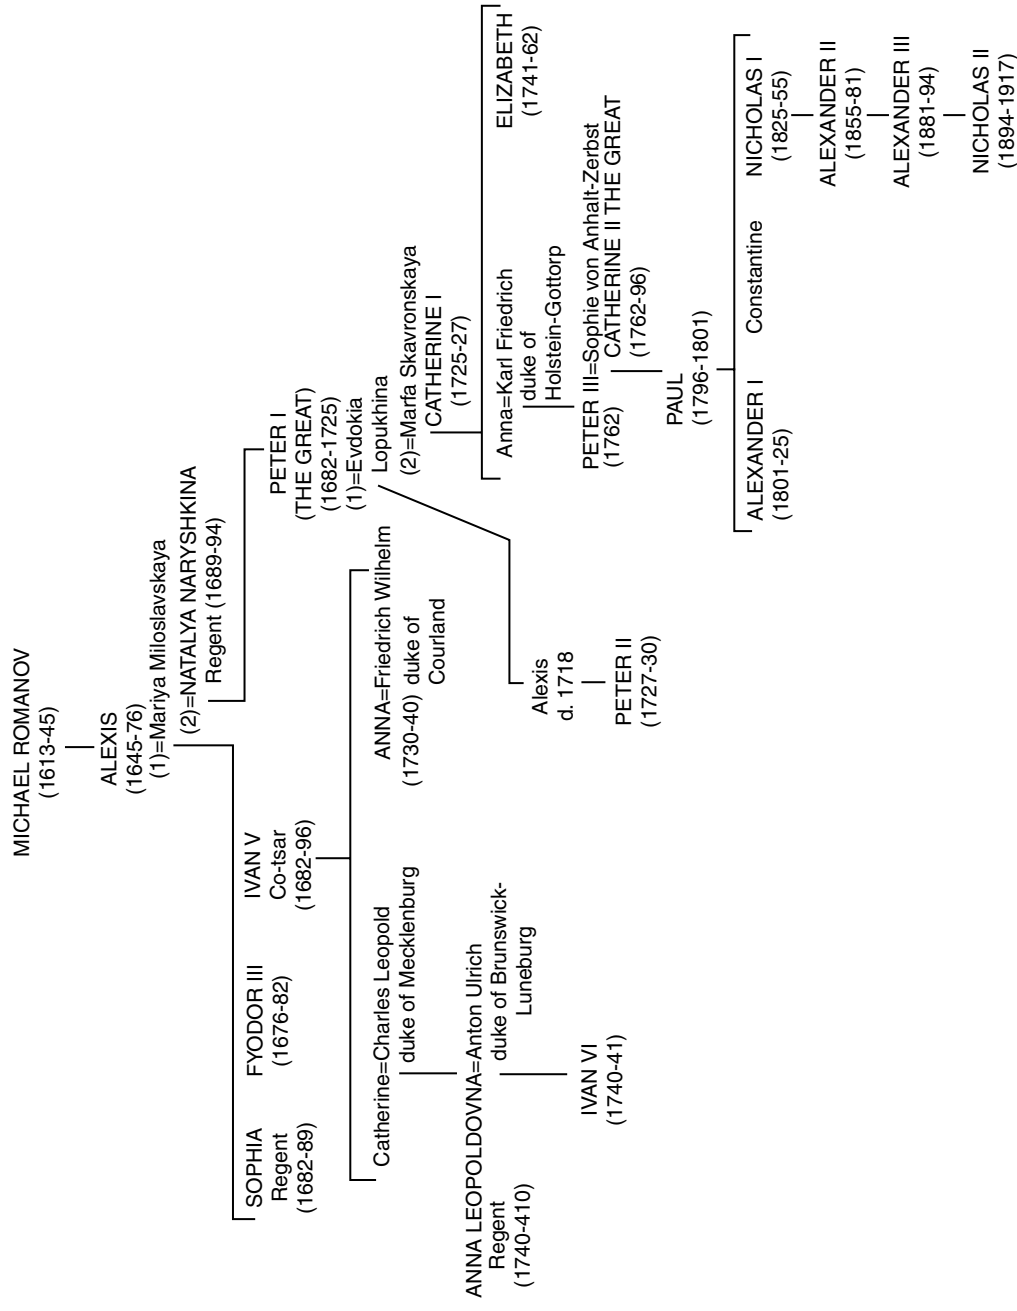 MICHAEL ROMANOV
(1613-45)
ALEXIS
(1645-76)
(1)=Mariya Miloslavskaya
(2)=NATALYA NARYSHKINA
Regent (1689-94)
SOPHIA
Regent
(1682-89)
FYODOR III
(1676-82)
IVAN V
Co-tsar
(1682-96)
PETER I
(THE GREAT)
(1682-1725)
(1)=Evdokia
Lopukhina
(2)=Marfa Skavronskaya
CATHERINE I
(1725-27)
Catherine=Charles Leopold
duke of Mecklenburg
ANNA=Friedrich Wilhelm
(1730-40) duke of
Courland
ANNA LEOPOLDOVNA=Anton Ulrich
Regent duke of Brunswick-
(1740-410) Luneburg
IVAN VI
(1740-41)
Alexis
d. 1718
PETER II
(1727-30)
Anna=Karl Friedrich
duke of
Holstein-Gottorp
ELIZABETH
(1741-62)
PETER III=Sophie von Anhalt-Zerbst
(1762) CATHERINE II THE GREAT
(1762-96)
PAUL
(1796-1801)
ALEXANDER I
(1801-25)
Constantine
NICHOLAS I
(1825-55)
ALEXANDER II
(1855-81)
ALEXANDER III
(1881-94)
NICHOLAS II
(1894-1917)